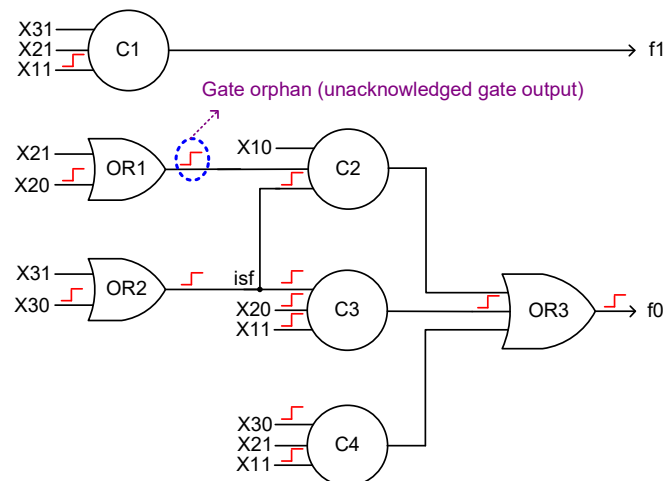 X31
X21
X11
C1
f1
Gate orphan (unacknowledged gate output)
X21
X20
OR1
X10
C2
X31
X30
OR2
isf
X20
X11
C3
OR3
f0
X30
X21
X11
C4